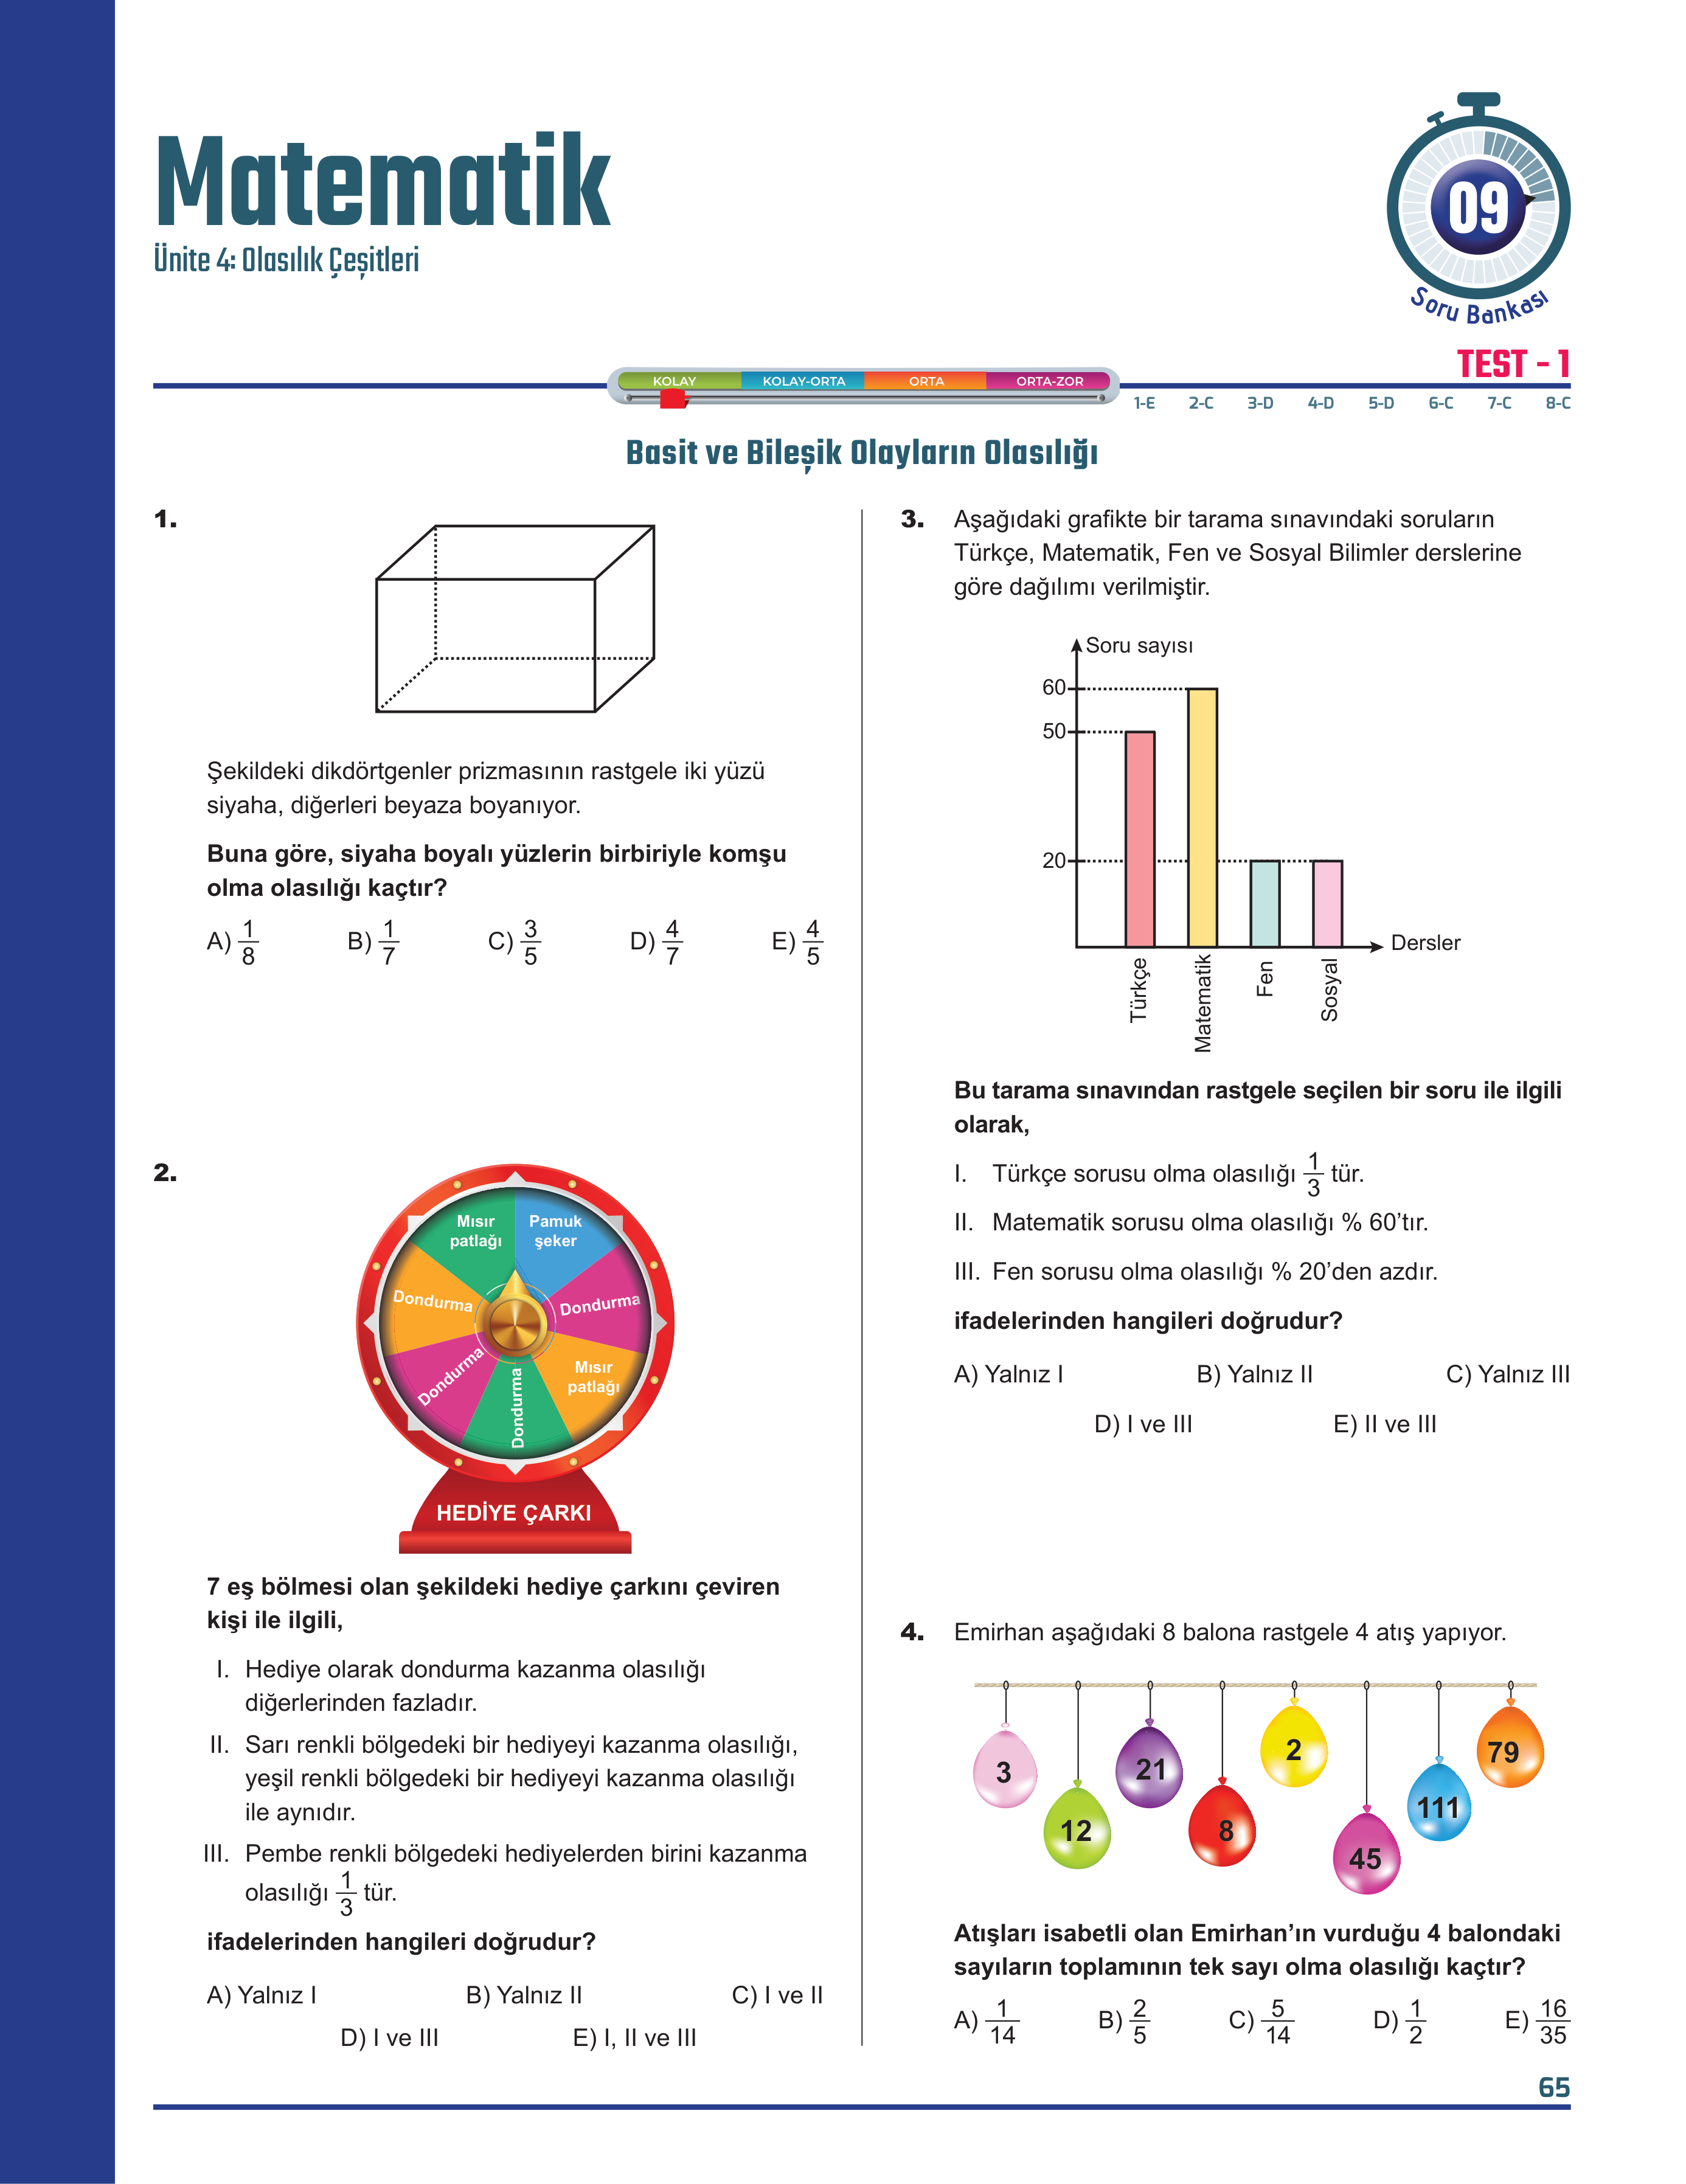 Matematik
Ünite 4: Olasılık Çeşitleri
09
Soru Bankası
TEST - 1
KOLAY KOLAY-ORTA ORTA ORTA-ZOR
1-E 2-C 3-D 4-D 5-D 6-C 7-C 8-C
Basit ve Bileşik Olayların Olasılığı
1.
Şekildeki dikdörtgenler prizmasının rastgele iki yüzü
siyaha, diğerleri beyaza boyanıyor.
Buna göre, siyaha boyalı yüzlerin birbiriyle komşu
olma olasılığı kaçtır?
A) 1/8 B) 1/7 C) 3/5 D) 4/7 E) 4/5
2.
Mısır
patlağı
Pamuk
şeker
Dondurma
Dondurma
Mısır
patlağı
Dondurma
Dondurma
HEDİYE ÇARKI
7 eş bölmesi olan şekildeki hediye çarkını çeviren
kişi ile ilgili,
I. Hediye olarak dondurma kazanma olasılığı
diğerlerinden fazladır.
II. Sarı renkli bölgedeki bir hediyeyi kazanma olasılığı,
yeşil renkli bölgedeki bir hediyeyi kazanma olasılığı
ile aynıdır.
III. Pembe renkli bölgedeki hediyelerden birini kazanma
olasılığı 1/3 tür.
ifadelerinden hangileri doğrudur?
A) Yalnız I B) Yalnız II C) I ve II
D) I ve III E) I, II ve III
3. Aşağıdaki grafikte bir tarama sınavındaki soruların
Türkçe, Matematik, Fen ve Sosyal Bilimler derslerine
göre dağılımı verilmiştir.
Soru sayısı
60
50
20
Dersler
Türkçe
Matematik
Fen
Sosyal
Bu tarama sınavından rastgele seçilen bir soru ile ilgili
olarak,
I. Türkçe sorusu olma olasılığı 1/3 tür.
II. Matematik sorusu olma olasılığı % 60’tır.
III. Fen sorusu olma olasılığı % 20’den azdır.
ifadelerinden hangileri doğrudur?
A) Yalnız I B) Yalnız II C) Yalnız III
D) I ve III E) II ve III
4. Emirhan aşağıdaki 8 balona rastgele 4 atış yapıyor.
3 12 21 8 2 45 111 79
Atışları isabetli olan Emirhan’ın vurduğu 4 balondaki
sayıların toplamının tek sayı olma olasılığı kaçtır?
A) 1/14 B) 2/5 C) 5/14 D) 1/2 E) 16/35
65